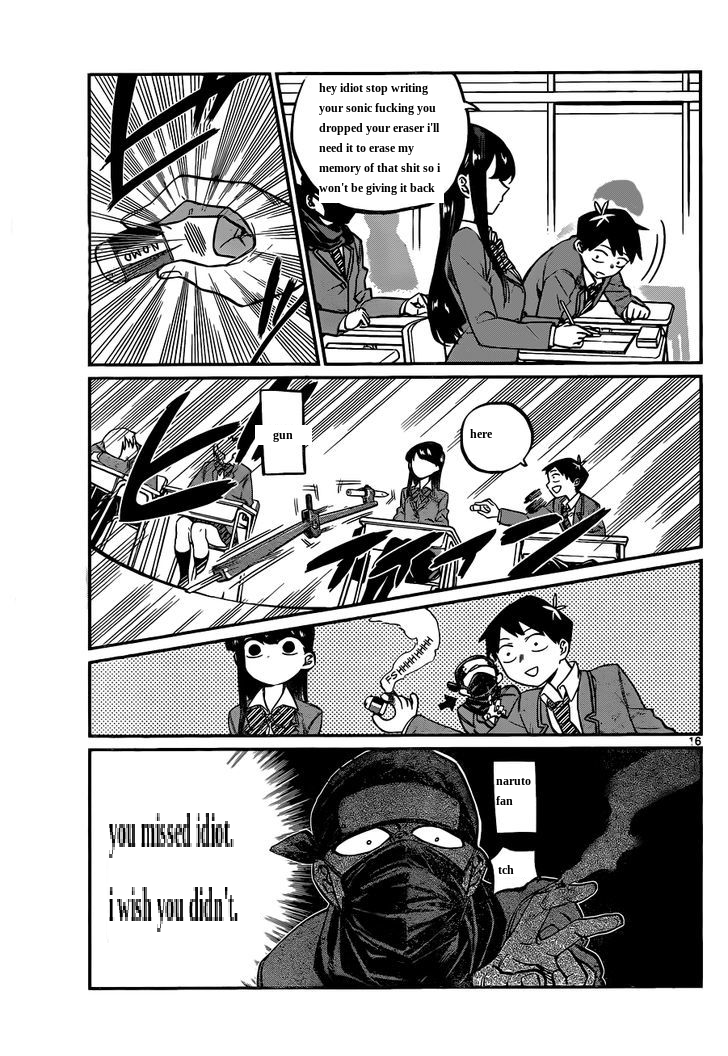 hey idiot stop writing
your sonic fucking you
dropped your eraser i'll
need it to erase my
memory of that shit so i
won't be giving it back
MOMO
gun
here
FSHHHHHHH
16
naruto
fan
tch
you missed idiot.
i wish you didn't.